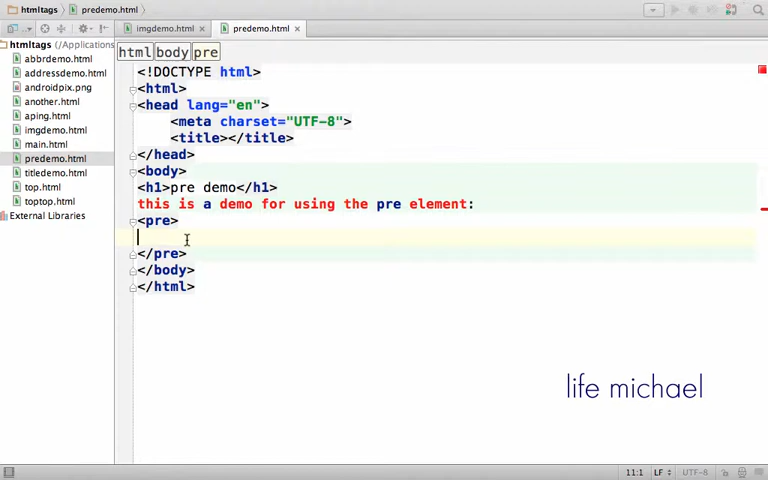 htmltags predemo.html
imgdemo.html predemo.html
htmltags (/Applications
abbrdemo.html
addressdemo.html
androidpix.png
another.html
aping.html
imgdemo.html
main.html
predemo.html
titledemo.html
top.html
toptop.html
External Libraries
html body pre
<!DOCTYPE html>
<html>
<head lang="en">
<meta charset="UTF-8">
<title></title>
</head>
<body>
<h1>pre demo</h1>
this is a demo for using the pre element:
<pre>
</pre>
</body>
</html>
life michael
11:1 LF UTF-8